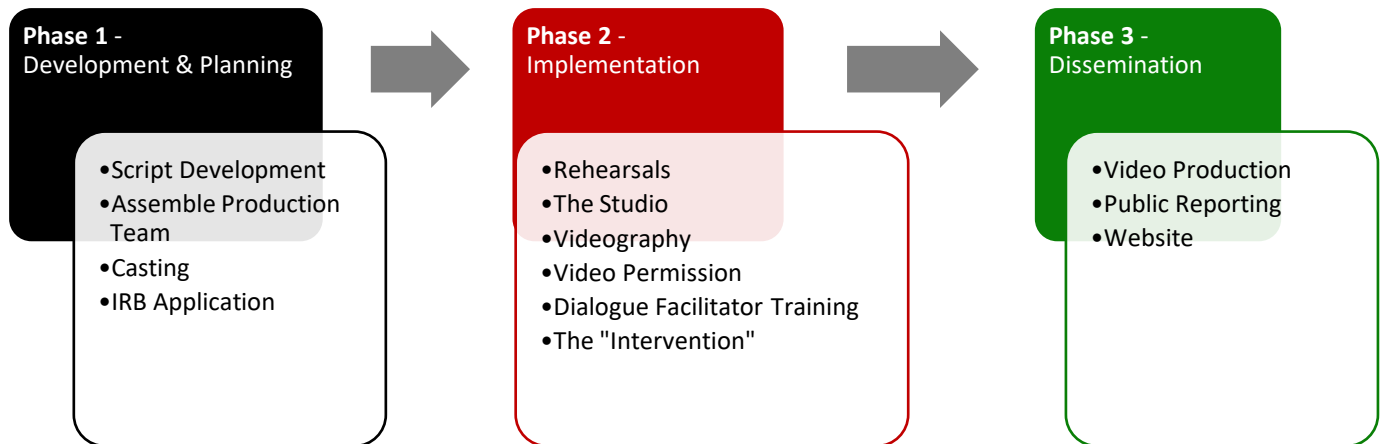 Phase 1 -
Development & Planning
•Script Development
•Assemble Production
Team
•Casting
•IRB Application
Phase 2 -
Implementation
•Rehearsals
•The Studio
•Videography
•Video Permission
•Dialogue Facilitator Training
•The "Intervention"
Phase 3 -
Dissemination
•Video Production
•Public Reporting
•Website